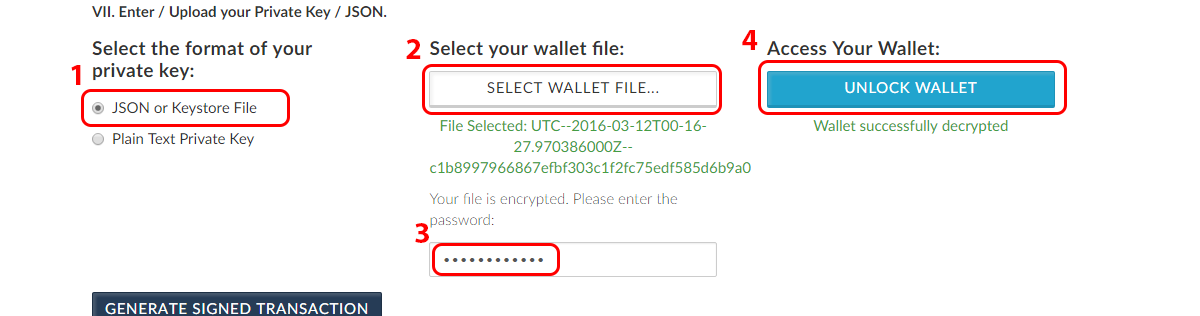 VII. Enter / Upload your Private Key / JSON.
Select the format of your
private key:
1
JSON or Keystore File
Plain Text Private Key
2
Select your wallet file:
SELECT WALLET FILE...
File Selected: UTC--2016-03-12T00-16-
27.970386000Z--
c1b8997966867efbf303c1f2fc75edf585d6b9a0
Your file is encrypted. Please enter the
password:
3
••••••••••••
4
Access Your Wallet:
UNLOCK WALLET
Wallet successfully decrypted
GENERATE SIGNED TRANSACTION